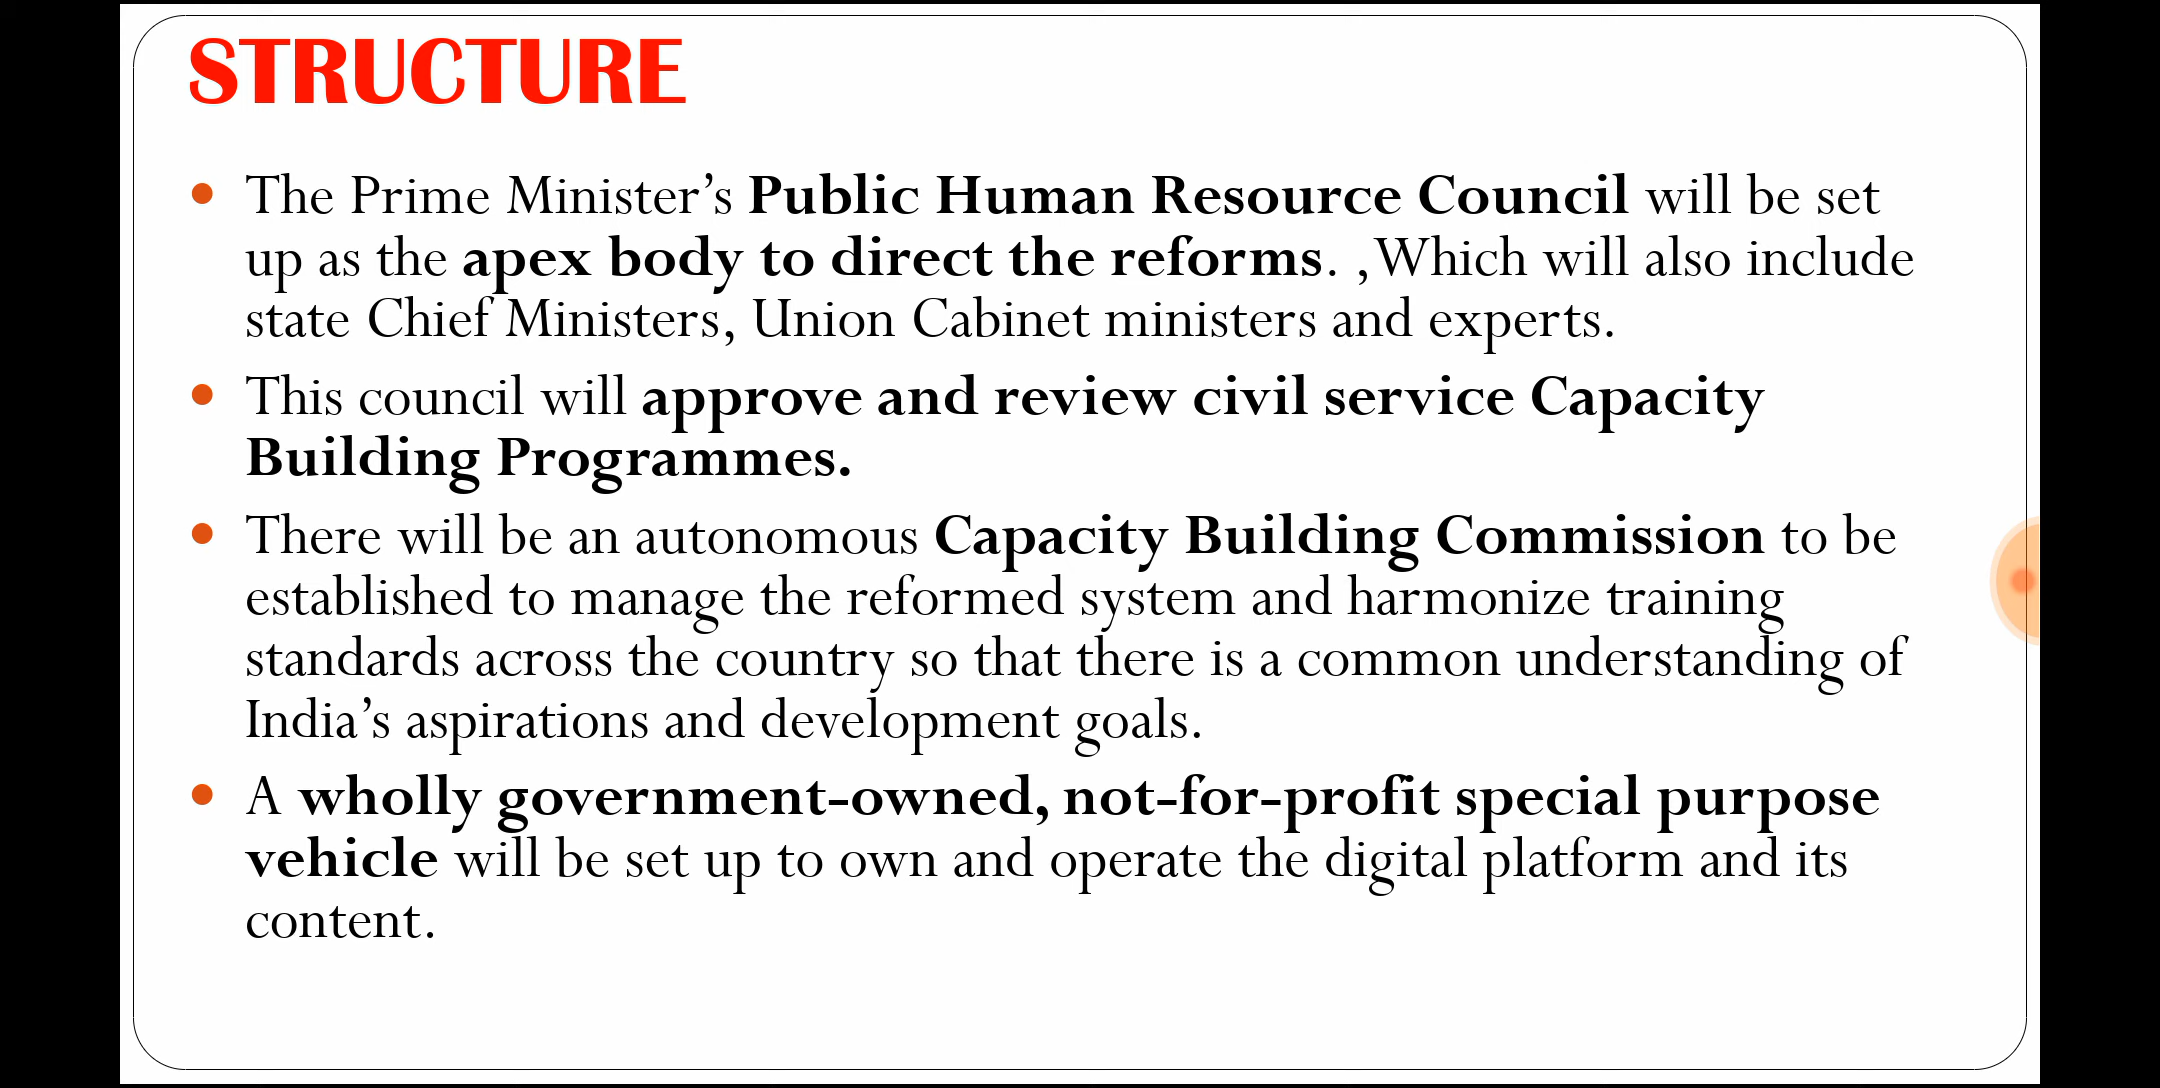 STRUCTURE
• The Prime Minister’s Public Human Resource Council will be set
up as the apex body to direct the reforms. ,Which will also include
state Chief Ministers, Union Cabinet ministers and experts.
• This council will approve and review civil service Capacity
Building Programmes.
• There will be an autonomous Capacity Building Commission to be
established to manage the reformed system and harmonize training
standards across the country so that there is a common understanding of
India’s aspirations and development goals.
• A wholly government-owned, not-for-profit special purpose
vehicle will be set up to own and operate the digital platform and its
content.